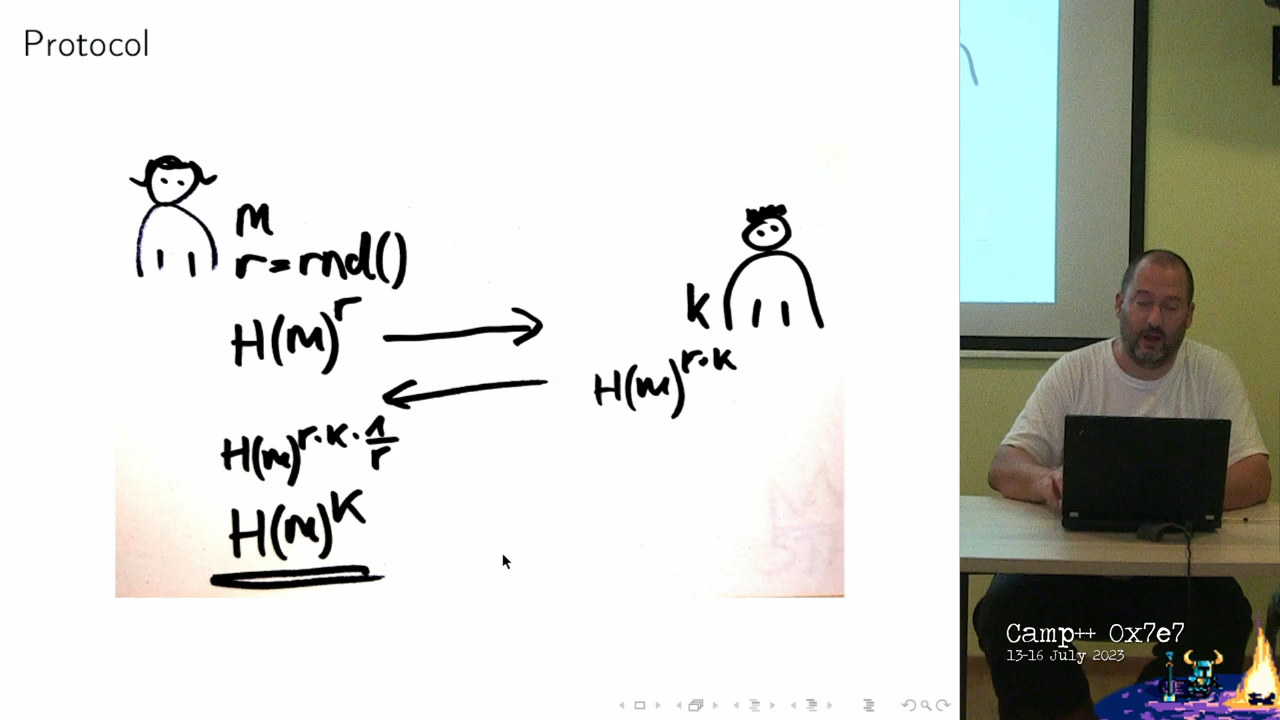 Protocol
m
r=rnd()
H(m)^r
k
H(m)^r·k
H(m)^r·k·1/r
H(m)^k
Camp++ 0x7e7
13-16 July 2023